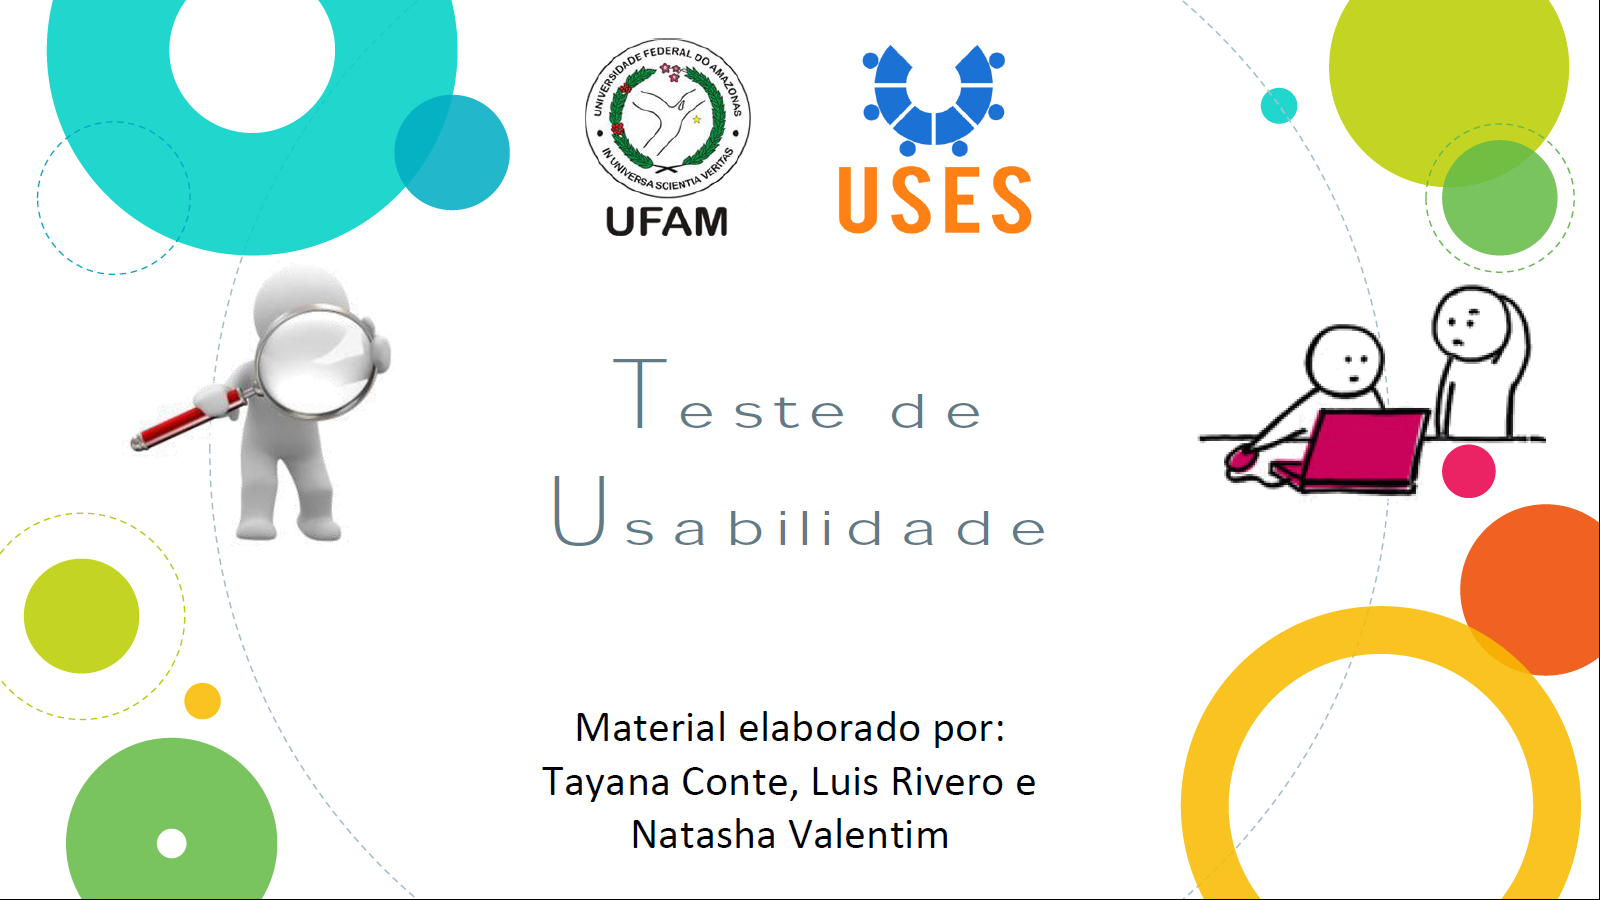 UNIVERSIDADE FEDERAL DO AMAZONAS
IN UNIVERSA SCIENTIA VERITAS
UFAM
USES
Teste de
Usabilidade
Material elaborado por:
Tayana Conte, Luis Rivero e
Natasha Valentim